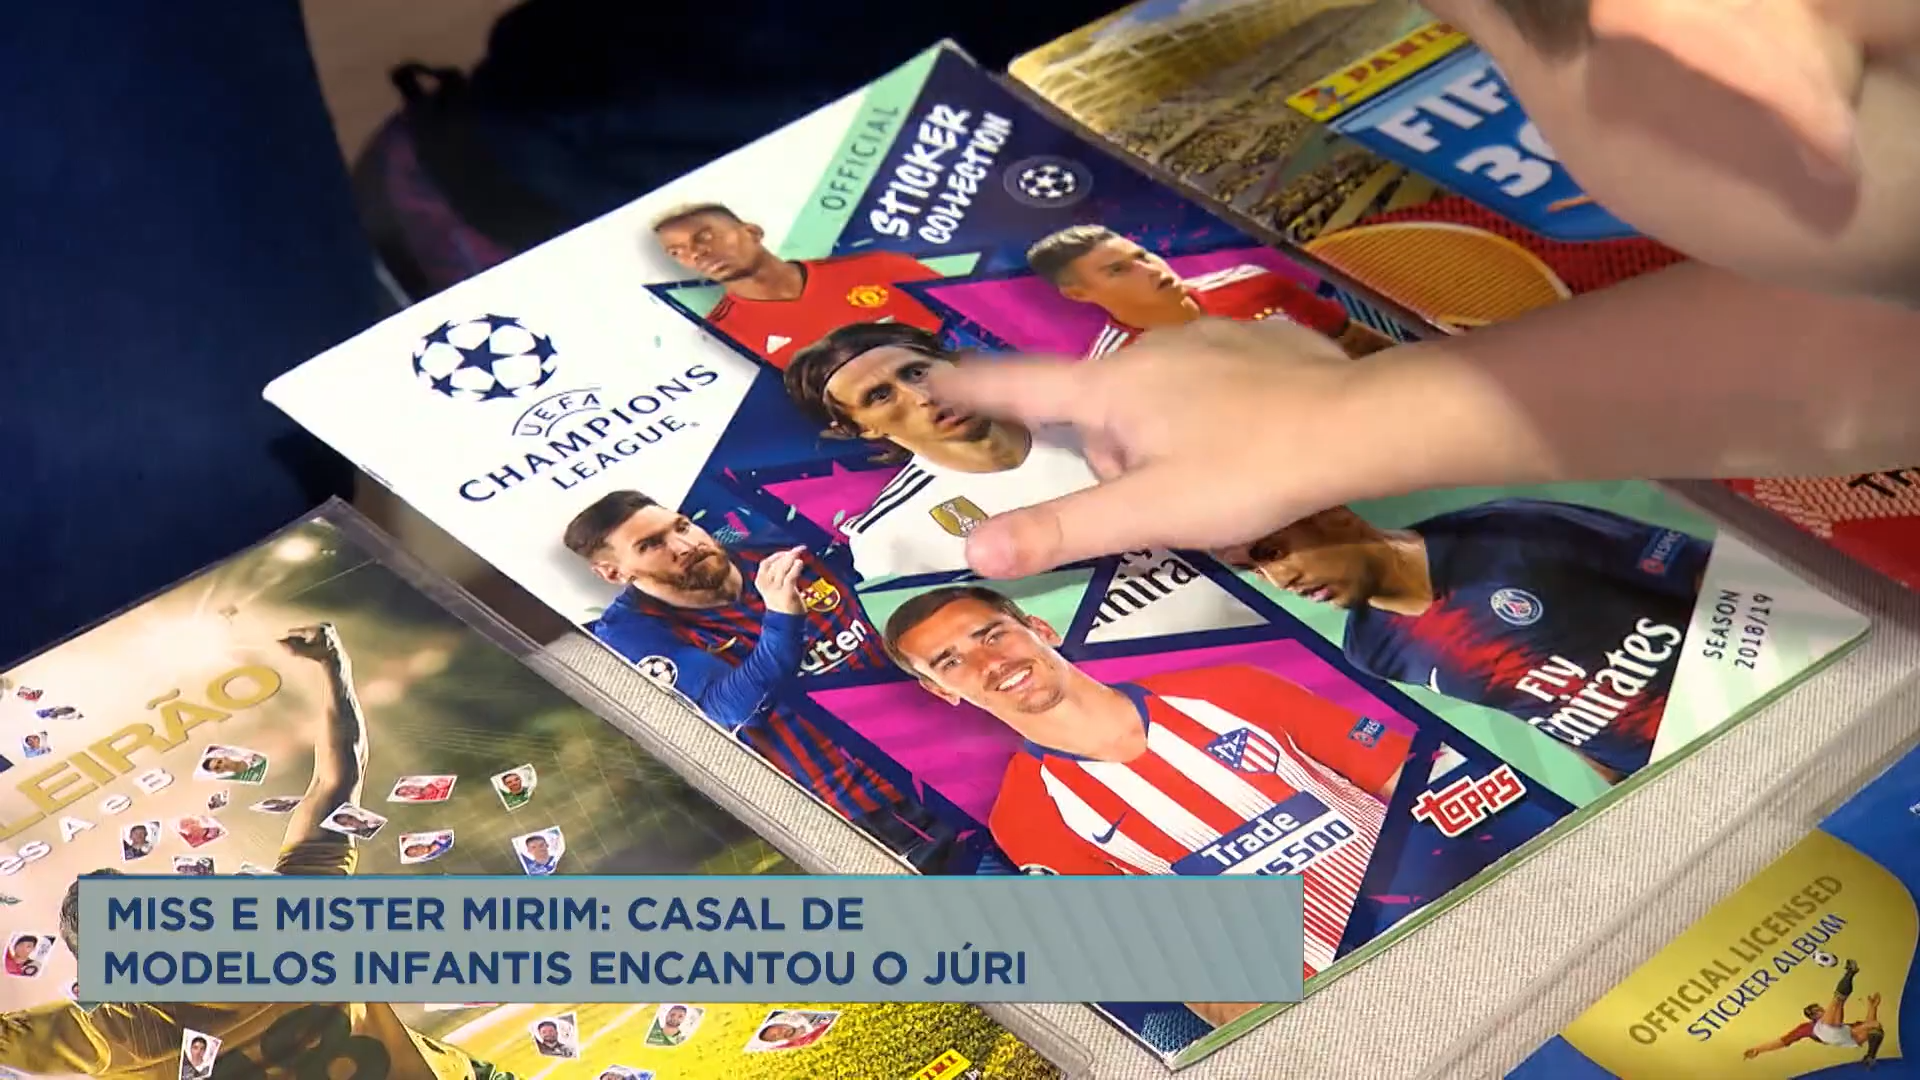 OFFICIAL
STICKER
COLLECTION
PANINI
UEFA
CHAMPIONS
LEAGUE
SEASON
2018/19
Fly
Emirates
Trade
topps
LEIRÃO
A e B
OFFICIAL LICENSED
STICKER ALBUM
MISS E MISTER MIRIM: CASAL DE
MODELOS INFANTIS ENCANTOU O JÚRI